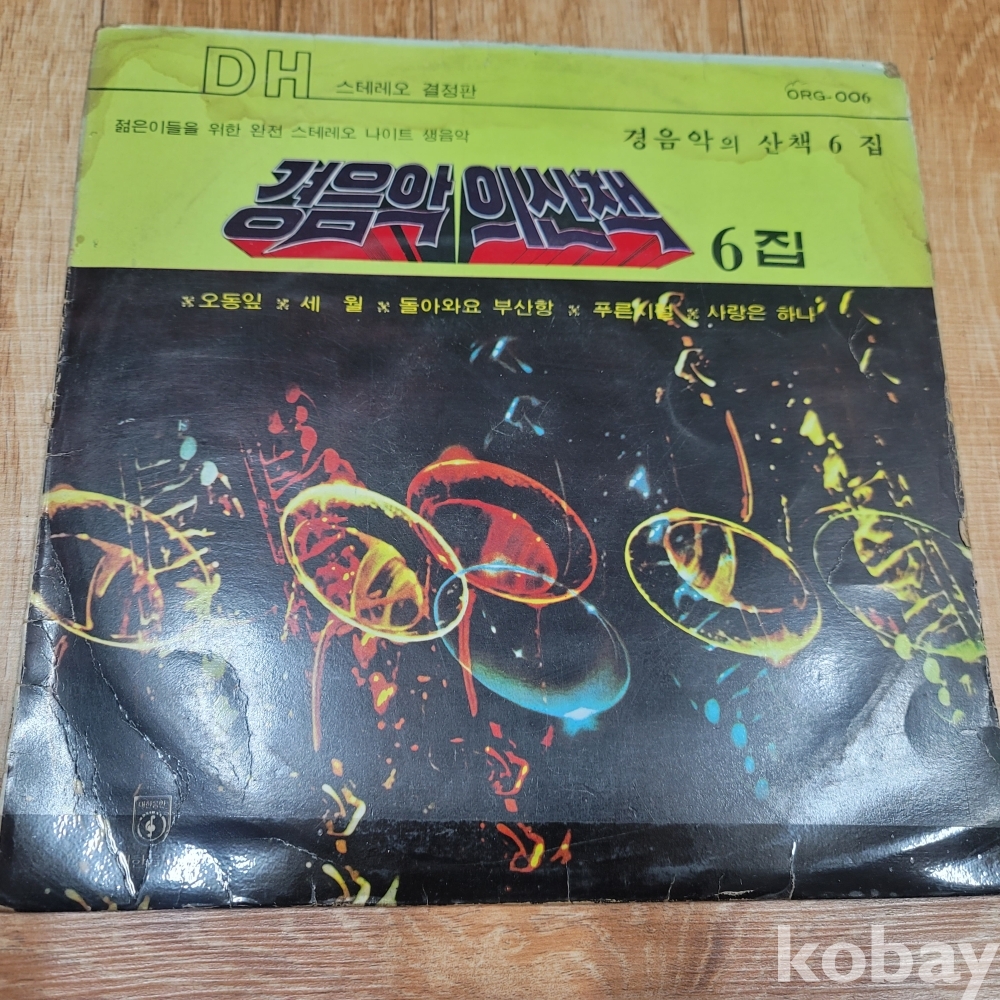 DH 스테레오 결정판 ORG-006
젊은이들을 위한 완전 스테레오 나이트 생음악 경음악의 산책 6 집
경음악의 산책 6 집
※ 오동잎 ※ 세 월 ※ 돌아와요 부산항 ※ 푸른시절 ※ 사랑은 하나
kobay